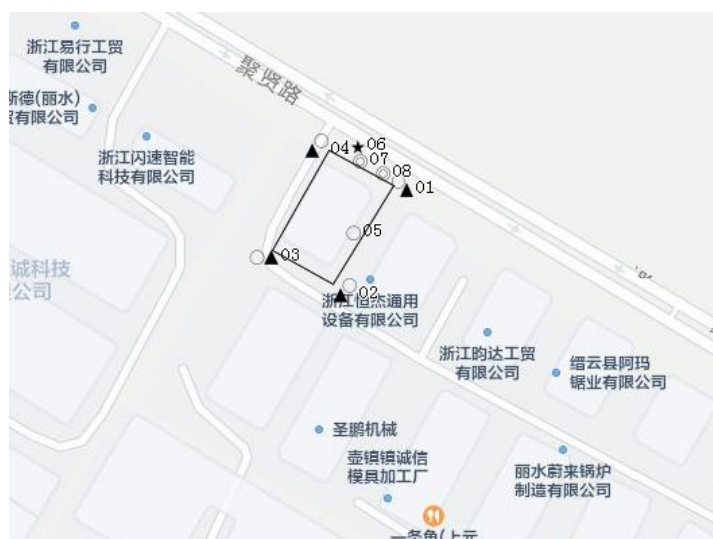 浙江易行工贸
有限公司
聚贤路
斯德(丽水)
贸有限公司
浙江闪速智能
科技有限公司
04
06
07
08
01
05
03
诚科技
公司
02
浙江恒杰通用
设备有限公司
浙江昀达工贸
有限公司
缙云县阿玛
锯业有限公司
圣鹏机械
壶镇镇诚信
模具加工厂
丽水蔚来锅炉
制造有限公司